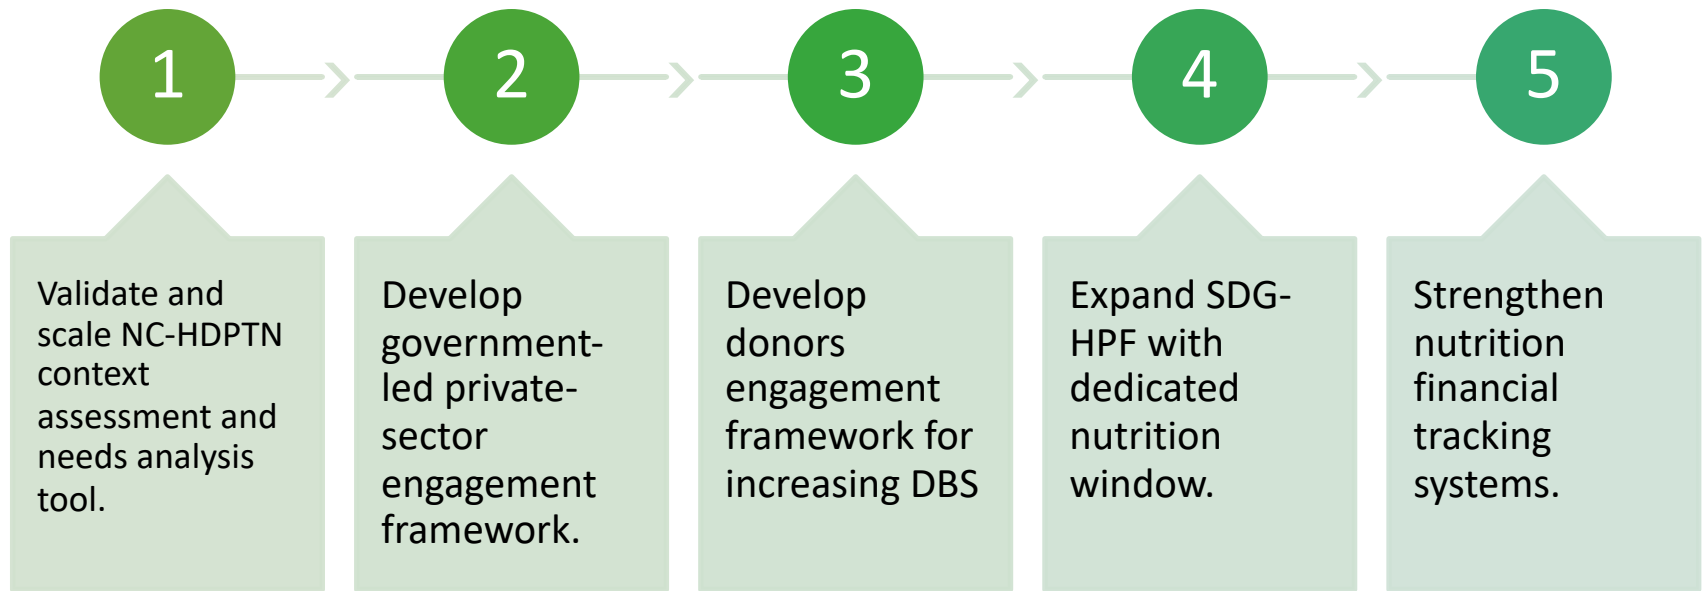 1
2
3
4
5
Validate and
scale NC-HDPTN
context
assessment and
needs analysis
tool.
Develop
government-
led private-
sector
engagement
framework.
Develop
donors
engagement
framework for
increasing DBS
Expand SDG-
HPF with
dedicated
nutrition
window.
Strengthen
nutrition
financial
tracking
systems.